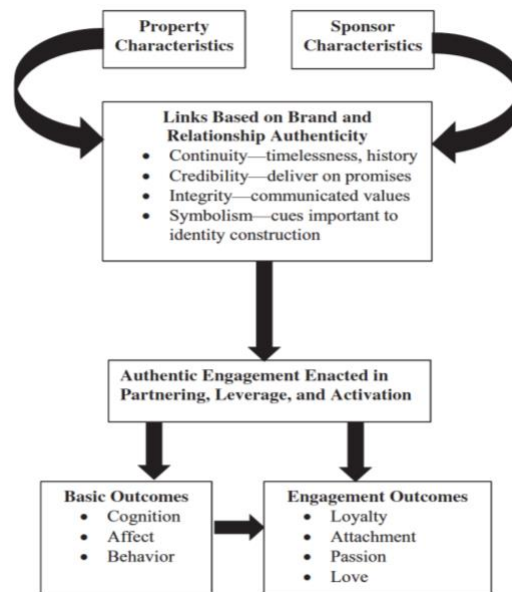 Property
Characteristics
Sponsor
Characteristics
Links Based on Brand and
Relationship Authenticity
• Continuity—timelessness, history
• Credibility—deliver on promises
• Integrity—communicated values
• Symbolism—cues important to
identity construction
Authentic Engagement Enacted in
Partnering, Leverage, and Activation
Basic Outcomes
• Cognition
• Affect
• Behavior
Engagement Outcomes
• Loyalty
• Attachment
• Passion
• Love